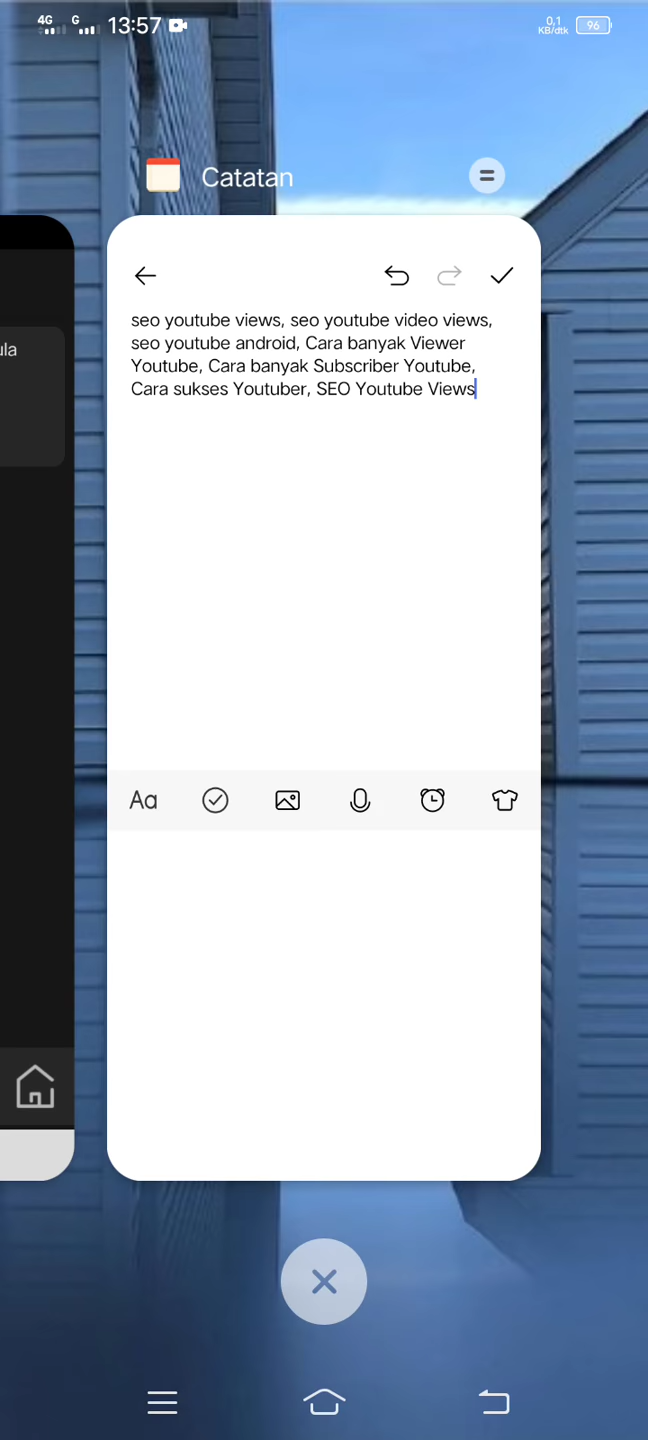 4G G 13:57 0,1 KB/dtk 96
Catatan
ula
seo youtube views, seo youtube video views,
seo youtube android, Cara banyak Viewer
Youtube, Cara banyak Subscriber Youtube,
Cara sukses Youtuber, SEO Youtube Views
Aa